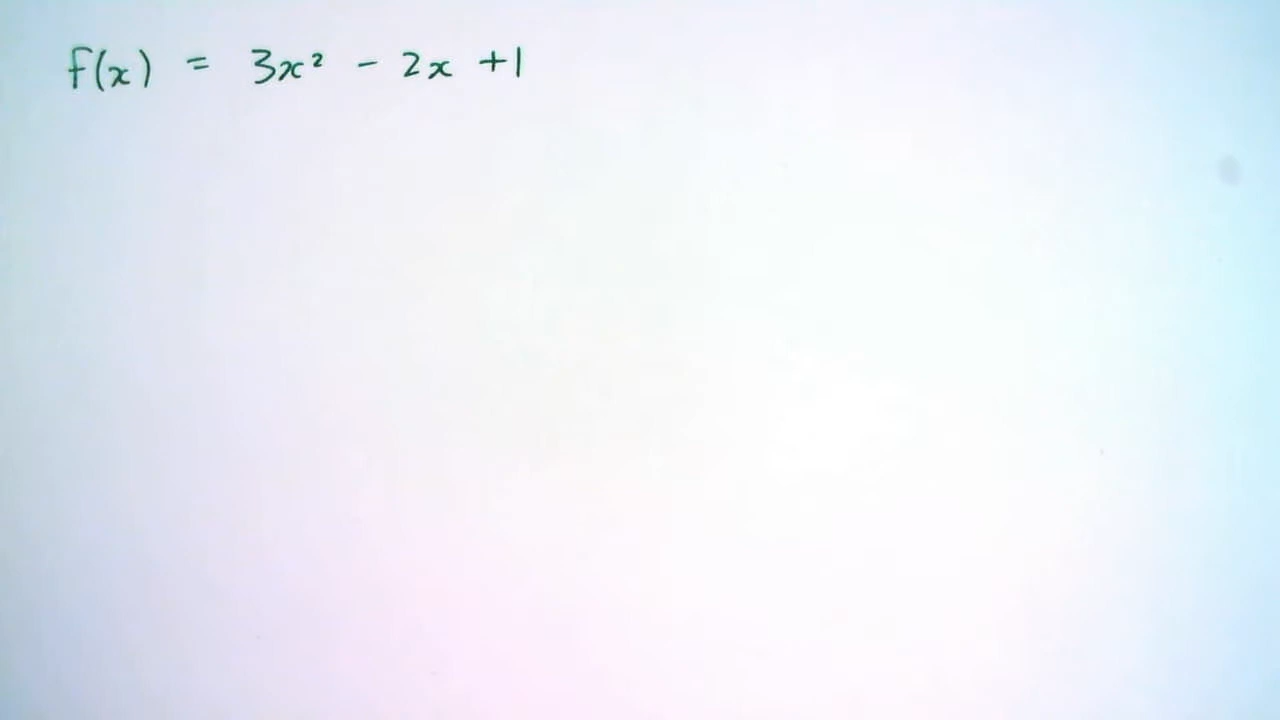 f(x) = 3x² - 2x +1